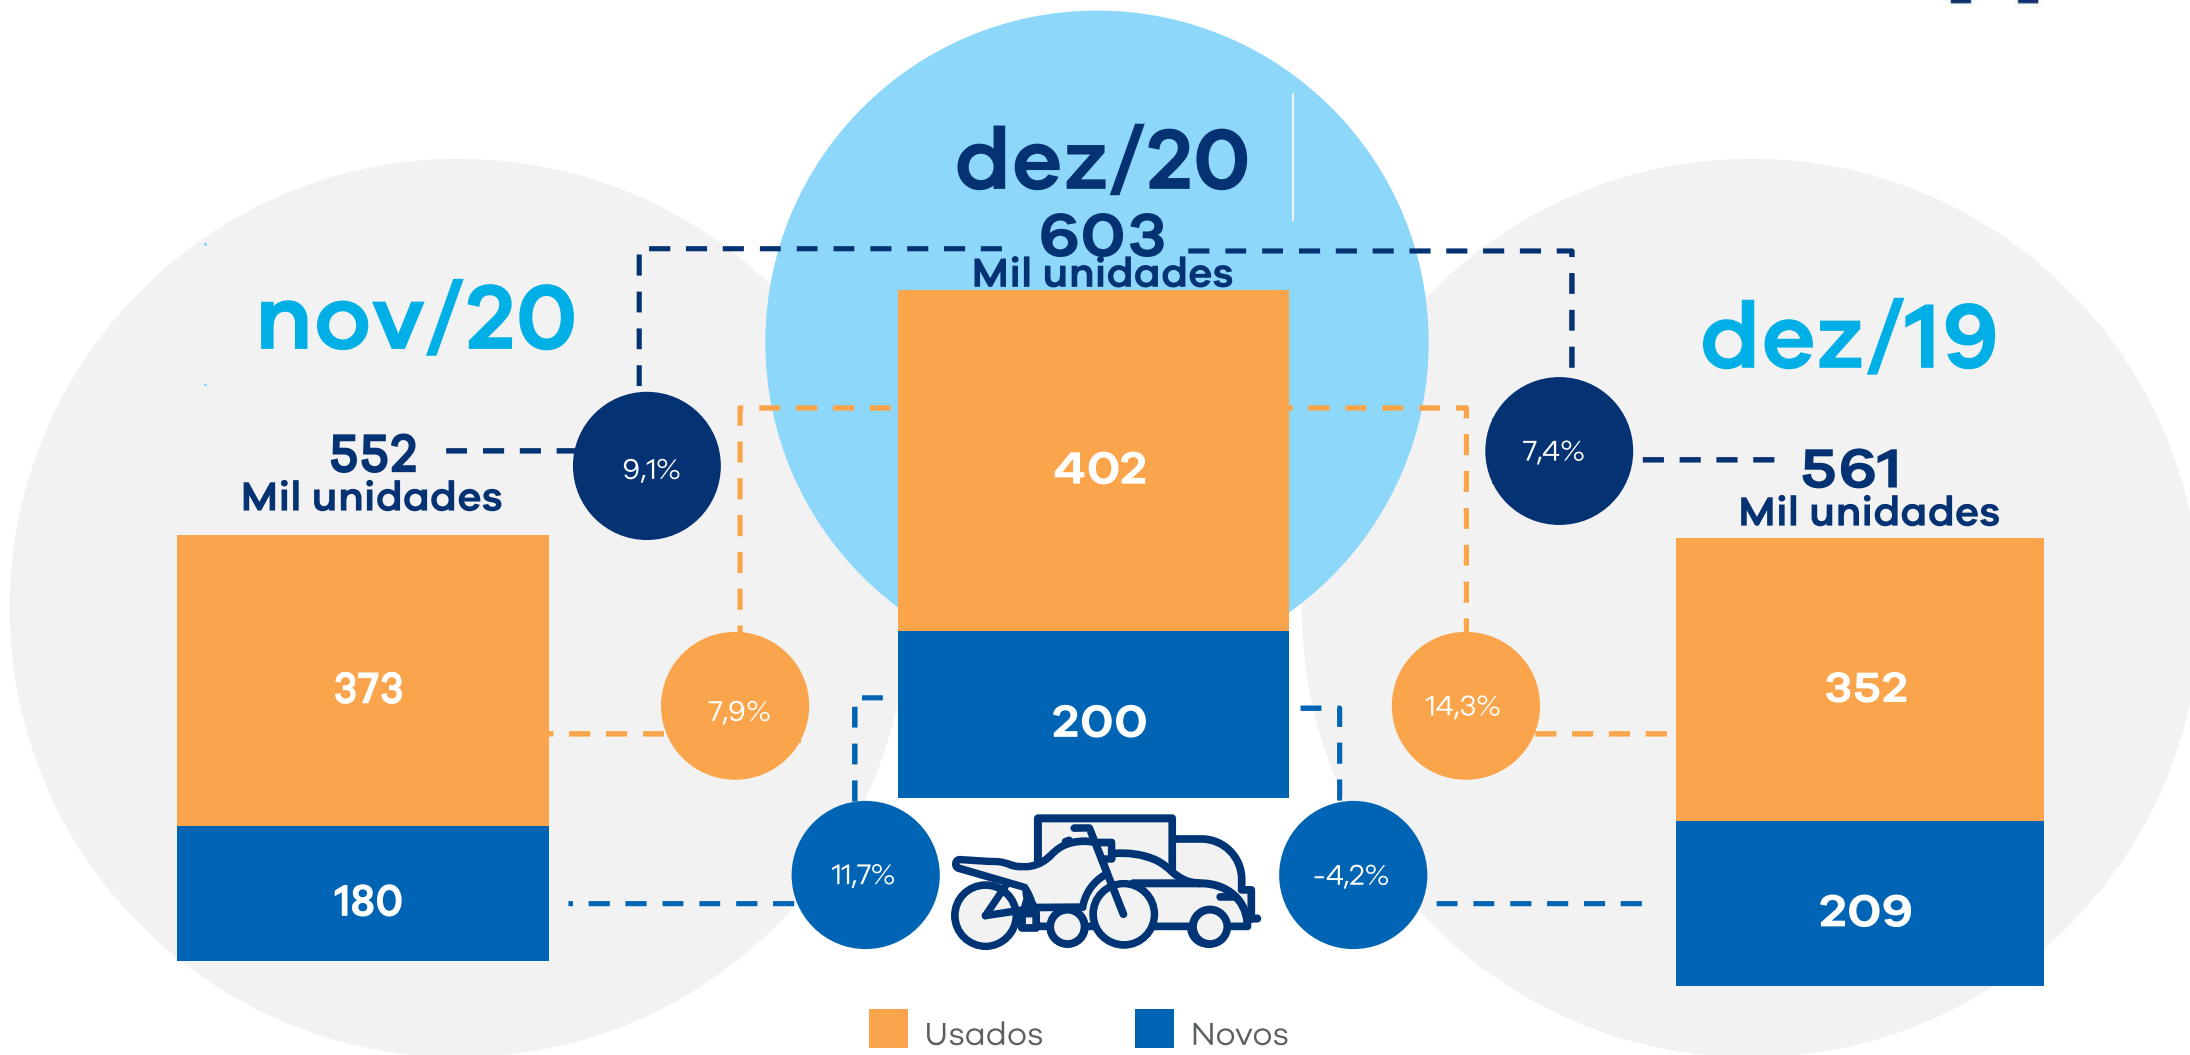 dez/20
603
Mil unidades
nov/20
dez/19
552
Mil unidades
9,1%
7,4%
561
Mil unidades
402
373
7,9%
14,3%
352
200
180
11,7%
-4,2%
209
Usados
Novos